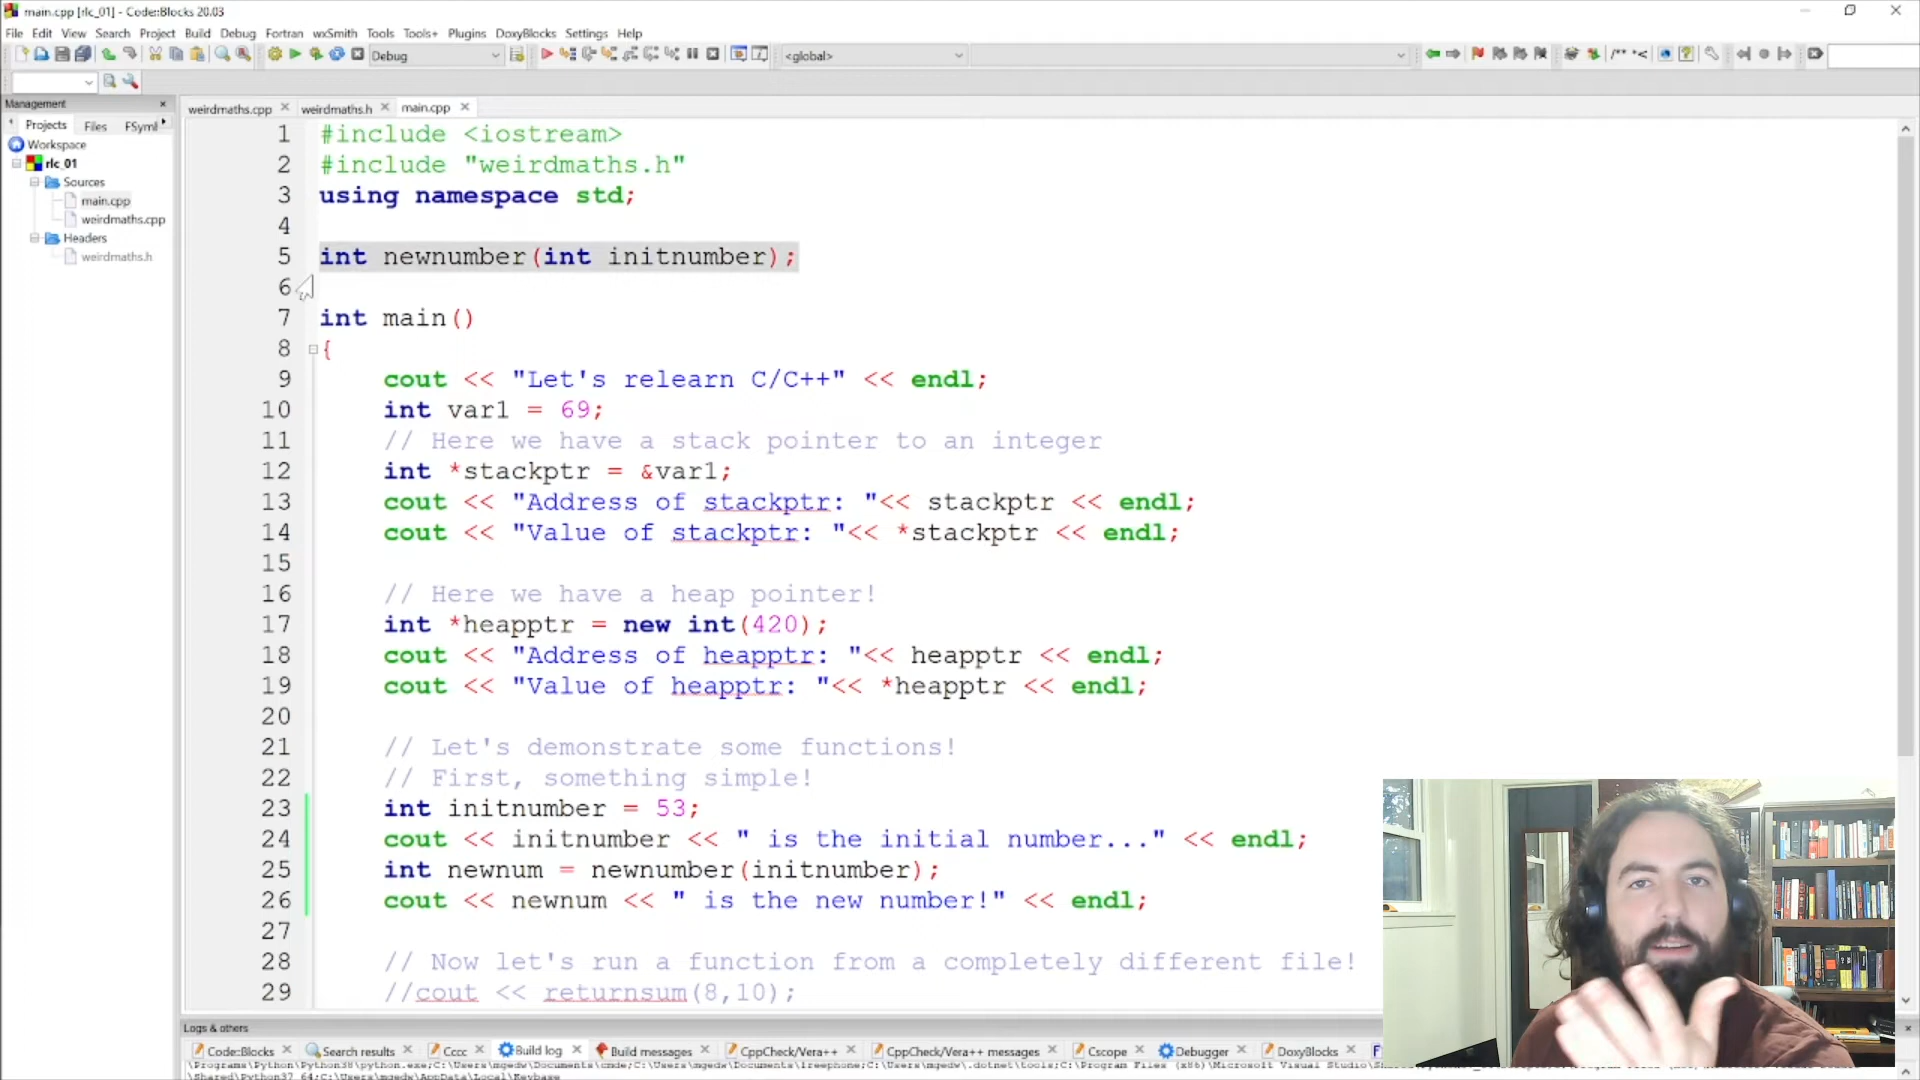 main.cpp [rlc_01] - Code::Blocks 20.03
File Edit View Search Project Build Debug Fortran wxSmith Tools Tools+ Plugins DoxyBlocks Settings Help
Debug <global>
Management
Projects Files FSymb
Workspace
rlc_01
Sources
main.cpp
weirdmaths.cpp
Headers
weirdmaths.h
weirdmaths.cpp weirdmaths.h main.cpp
1 #include <iostream>
2 #include "weirdmaths.h"
3 using namespace std;
4
5 int newnumber(int initnumber);
6
7 int main()
8 {
9 cout << "Let's relearn C/C++" << endl;
10 int var1 = 69;
11 // Here we have a stack pointer to an integer
12 int *stackptr = &var1;
13 cout << "Address of stackptr: "<< stackptr << endl;
14 cout << "Value of stackptr: "<< *stackptr << endl;
15
16 // Here we have a heap pointer!
17 int *heapptr = new int(420);
18 cout << "Address of heapptr: "<< heapptr << endl;
19 cout << "Value of heapptr: "<< *heapptr << endl;
20
21 // Let's demonstrate some functions!
22 // First, something simple!
23 int initnumber = 53;
24 cout << initnumber << " is the initial number..." << endl;
25 int newnum = newnumber(initnumber);
26 cout << newnum << " is the new number!" << endl;
27
28 // Now let's run a function from a completely different file!
29 //cout << returnsum(8,10);
Logs & others
Code::Blocks Search results Cccc Build log Build messages CppCheck/Vera++ CppCheck/Vera++ messages Cscope Debugger DoxyBlocks F